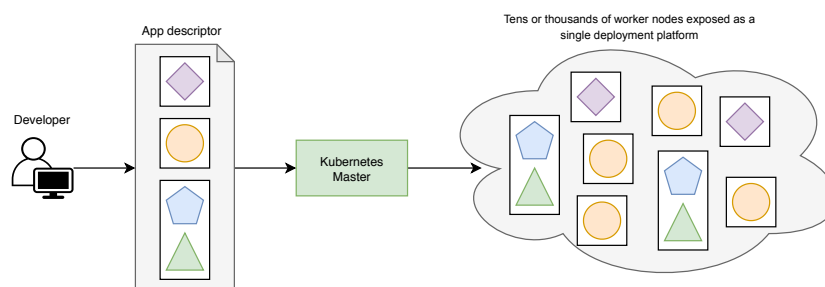 Tens or thousands of worker nodes exposed as a
single deployment platform
App descriptor
Developer
Kubernetes
Master